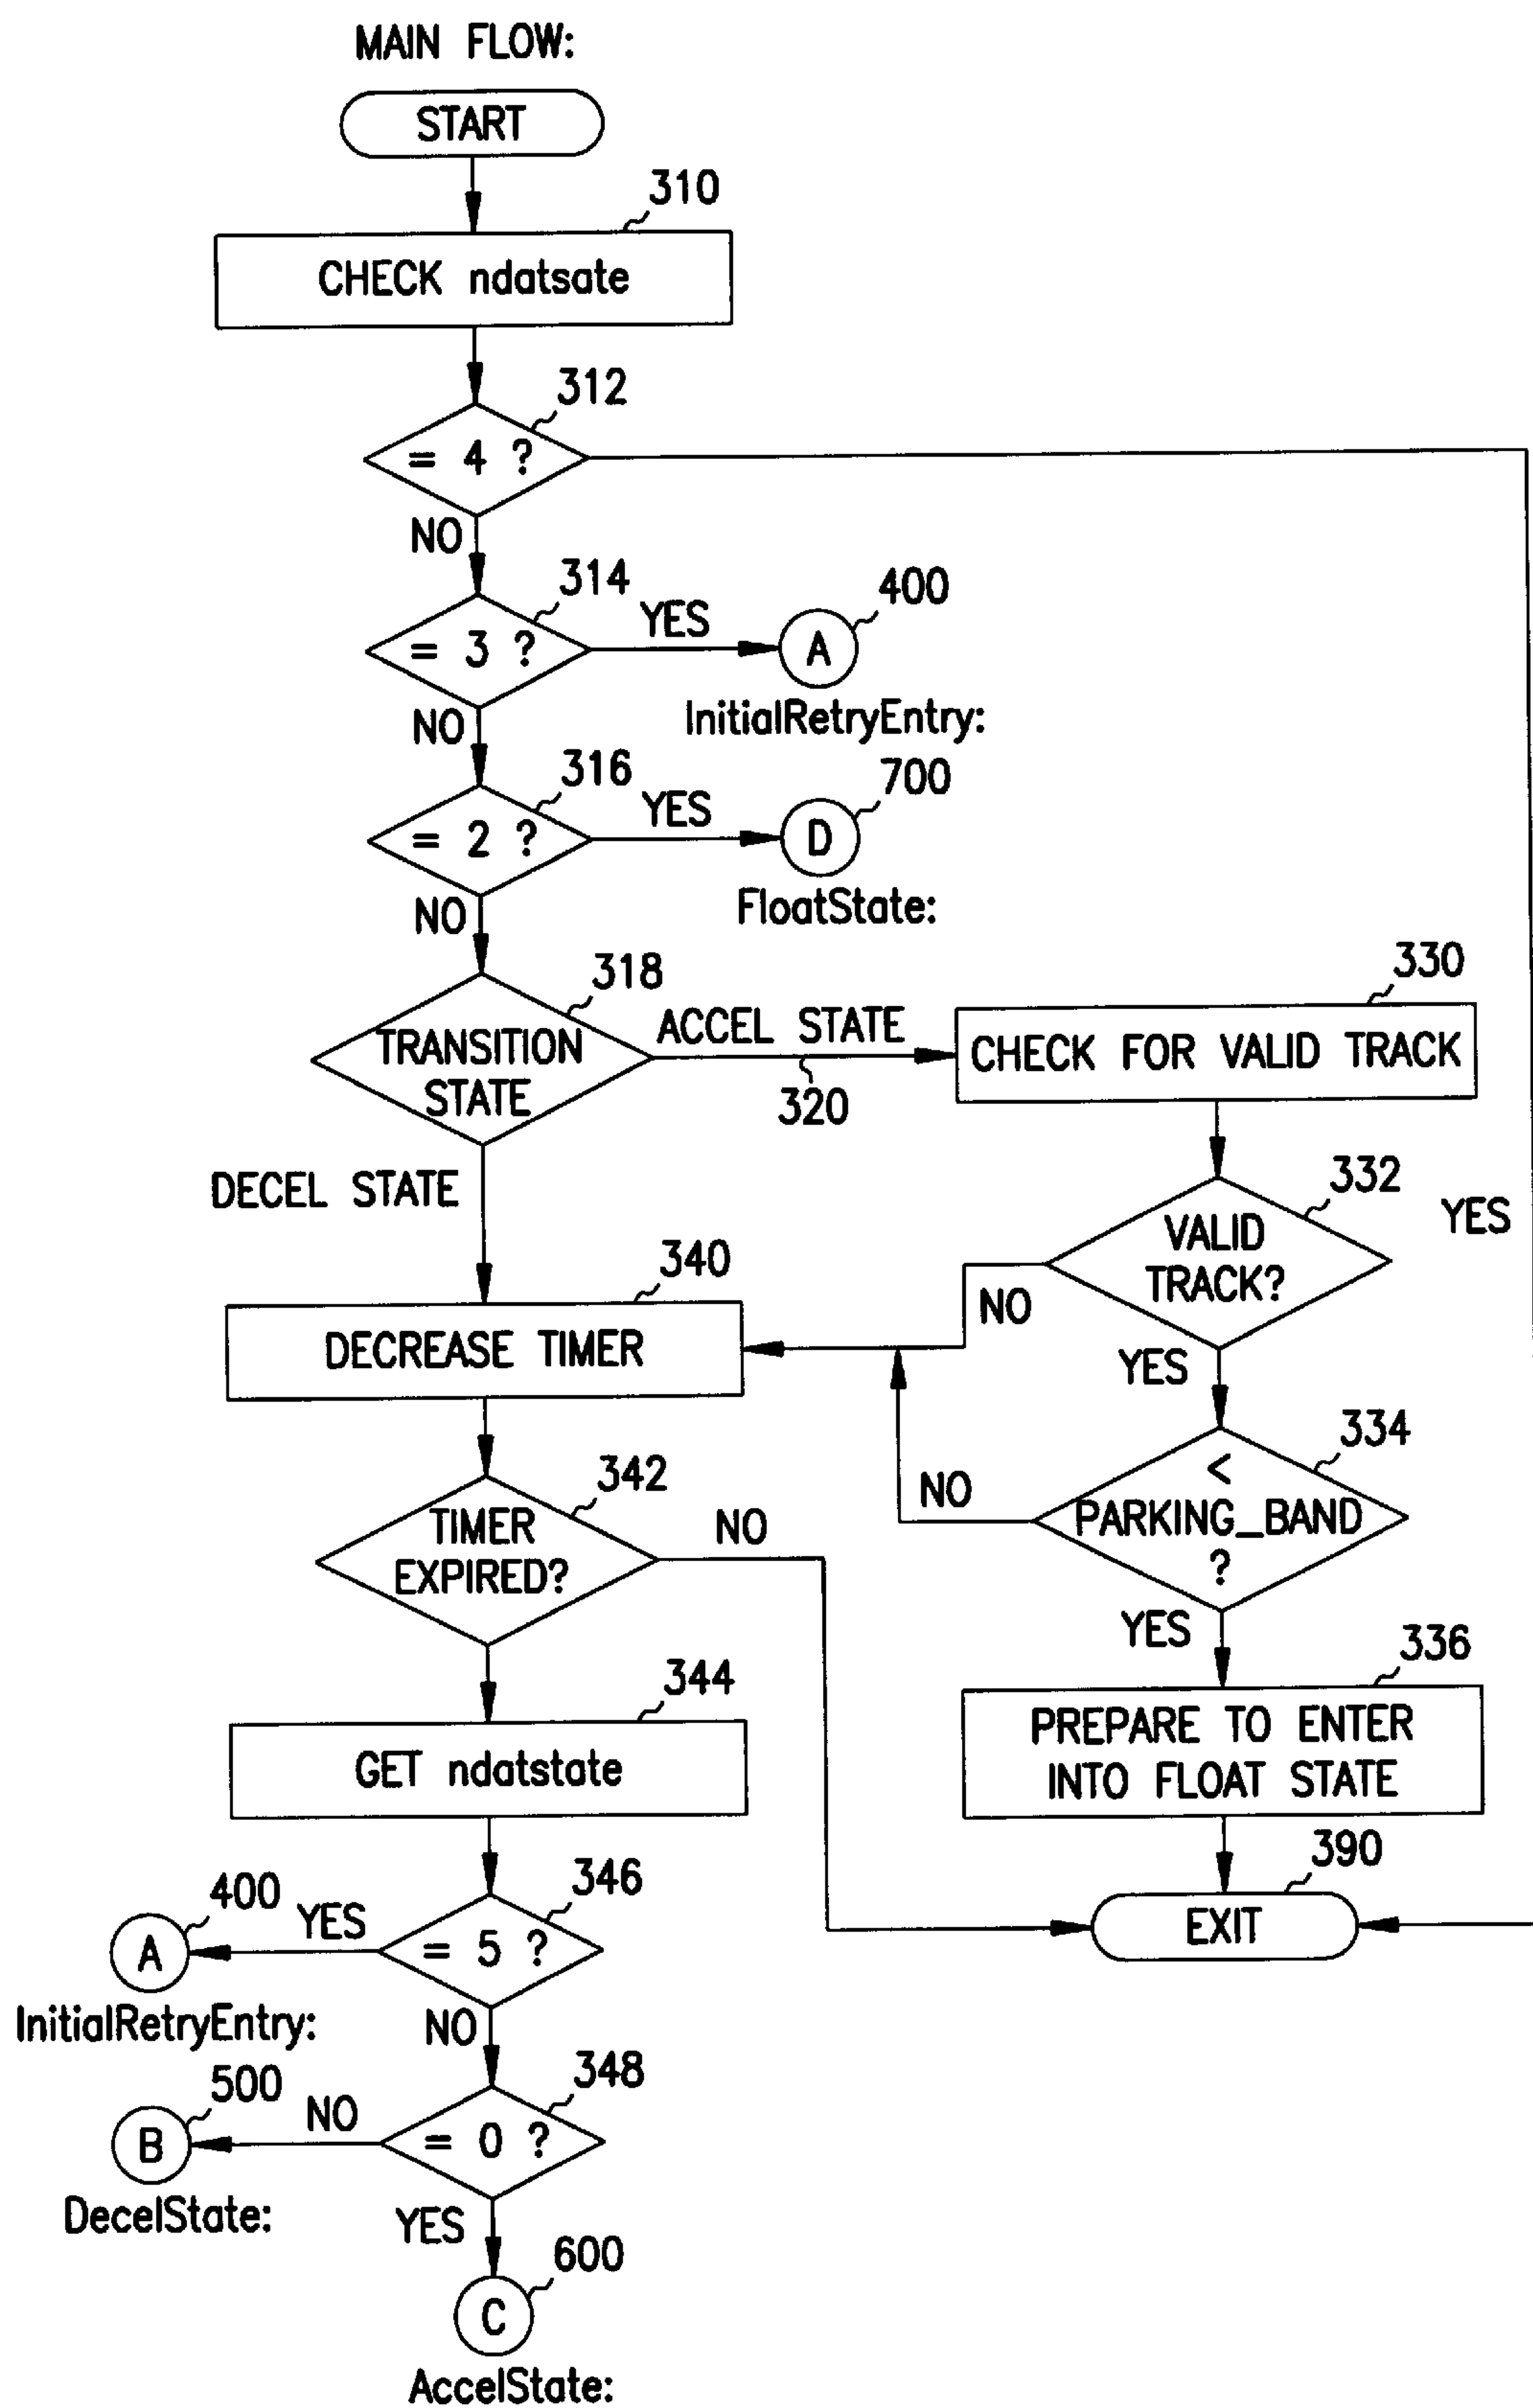 MAIN FLOW:
START
310
CHECK ndatsate
312
= 4 ?
NO
314
= 3 ?
YES
400
A
InitialRetryEntry:
NO
316
= 2 ?
YES
700
D
FloatState:
NO
318
TRANSITION
STATE
ACCEL STATE
320
330
CHECK FOR VALID TRACK
DECEL STATE
332
VALID
TRACK?
YES
NO
YES
340
DECREASE TIMER
334
<
PARKING_BAND
?
NO
YES
342
TIMER
EXPIRED?
NO
336
PREPARE TO ENTER
INTO FLOAT STATE
344
GET ndatstate
390
EXIT
346
= 5 ?
YES
400
A
InitialRetryEntry:
NO
348
= 0 ?
NO
500
B
DecelState:
YES
600
C
AccelState: